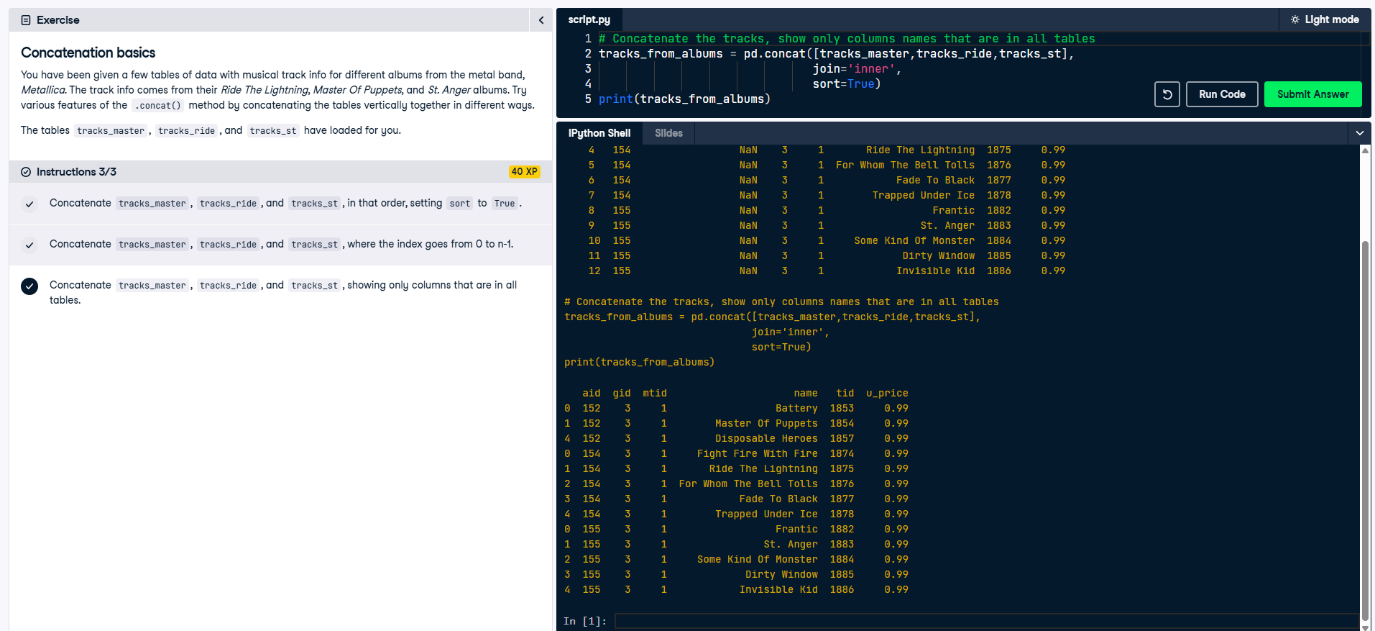 Exercise
Concatenation basics
You have been given a few tables of data with musical track info for different albums from the metal band,
Metallica. The track info comes from their Ride The Lightning, Master Of Puppets, and St. Anger albums. Try
various features of the .concat() method by concatenating the tables vertically together in different ways.
The tables tracks_master , tracks_ride , and tracks_st have loaded for you.
Instructions 3/3
40 XP
Concatenate tracks_master , tracks_ride , and tracks_st , in that order, setting sort to True .
Concatenate tracks_master , tracks_ride , and tracks_st , where the index goes from 0 to n-1.
Concatenate tracks_master , tracks_ride , and tracks_st , showing only columns that are in all
tables.
script.py
Light mode
1 # Concatenate the tracks, show only columns names that are in all tables
2 tracks_from_albums = pd.concat([tracks_master,tracks_ride,tracks_st],
3 join='inner',
4 sort=True)
5 print(tracks_from_albums)
Run Code
Submit Answer
IPython Shell
Slides
4 154 NaN 3 1 Ride The Lightning 1875 0.99
5 154 NaN 3 1 For Whom The Bell Tolls 1876 0.99
6 154 NaN 3 1 Fade To Black 1877 0.99
7 154 NaN 3 1 Trapped Under Ice 1878 0.99
8 155 NaN 3 1 Frantic 1882 0.99
9 155 NaN 3 1 St. Anger 1883 0.99
10 155 NaN 3 1 Some Kind Of Monster 1884 0.99
11 155 NaN 3 1 Dirty Window 1885 0.99
12 155 NaN 3 1 Invisible Kid 1886 0.99
# Concatenate the tracks, show only columns names that are in all tables
tracks_from_albums = pd.concat([tracks_master,tracks_ride,tracks_st],
join='inner',
sort=True)
print(tracks_from_albums)
aid gid mtid name tid u_price
0 152 3 1 Battery 1853 0.99
1 152 3 1 Master Of Puppets 1854 0.99
4 152 3 1 Disposable Heroes 1857 0.99
0 154 3 1 Fight Fire With Fire 1874 0.99
1 154 3 1 Ride The Lightning 1875 0.99
2 154 3 1 For Whom The Bell Tolls 1876 0.99
3 154 3 1 Fade To Black 1877 0.99
4 154 3 1 Trapped Under Ice 1878 0.99
0 155 3 1 Frantic 1882 0.99
1 155 3 1 St. Anger 1883 0.99
2 155 3 1 Some Kind Of Monster 1884 0.99
3 155 3 1 Dirty Window 1885 0.99
4 155 3 1 Invisible Kid 1886 0.99
In [1]: